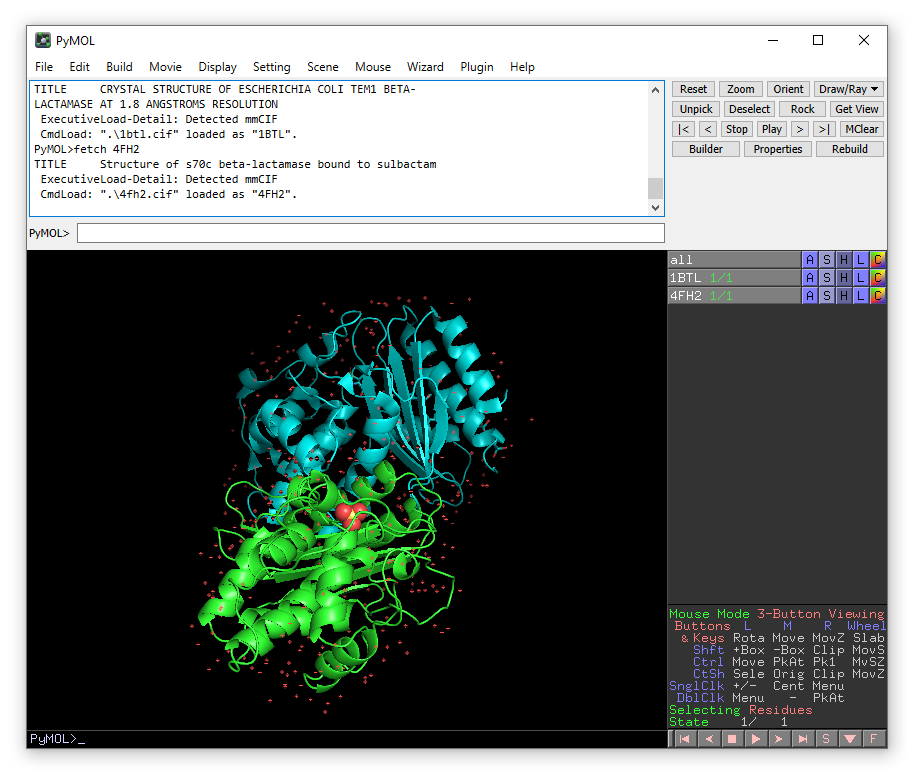 PyMOL
File Edit Build Movie Display Setting Scene Mouse Wizard Plugin Help
TITLE     CRYSTAL STRUCTURE OF ESCHERICHIA COLI TEM1 BETA-
LACTAMASE AT 1.8 ANGSTROMS RESOLUTION
 ExecutiveLoad-Detail: Detected mmCIF
 CmdLoad: ".\1btl.cif" loaded as "1BTL".
PyMOL>fetch 4FH2
TITLE     Structure of s70c beta-lactamase bound to sulbactam
 ExecutiveLoad-Detail: Detected mmCIF
 CmdLoad: ".\4fh2.cif" loaded as "4FH2".
PyMOL>
Reset Zoom Orient Draw/Ray
Unpick Deselect Rock Get View
|< < Stop Play > >| MClear
Builder Properties Rebuild
all A S H L C
1BTL 1/1 A S H L C
4FH2 1/1 A S H L C
Mouse Mode 3-Button Viewing
Buttons L M R Wheel
& Keys Rota Move MovZ Slab
Shft +Box -Box Clip MovS
Ctrl Move PkAt Pk1 MvSZ
CtSh Sele Orig Clip MovZ
SnglClk +/- Cent Menu
DblClk Menu - PkAt
Selecting Residues
State 1/ 1
PyMOL>_
S F